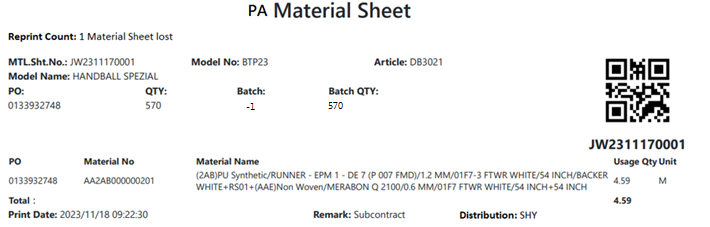 PA Material Sheet
Reprint Count: 1 Material Sheet lost
MTL.Sht.No.: JW2311170001 Model No: BTP23 Article: DB3021
Model Name: HANDBALL SPEZIAL
PO: QTY: Batch: Batch QTY:
0133932748 570 -1 570
JW2311170001
PO Material No Material Name Usage Qty Unit
(2AB)PU Synthetic/RUNNER - EPM 1 - DE 7 (P 007 FMD)/1.2 MM/01F7-3 FTWR WHITE/54 INCH/BACKER
0133932748 AA2AB000000201 WHITE+RS01+(AAE)Non Woven/MERABON Q 2100/0.6 MM/01F7 FTWR WHITE/54 INCH+54 INCH 4.59 M
Total : 4.59
Print Date: 2023/11/18 09:22:30 Remark: Subcontract Distribution: SHY